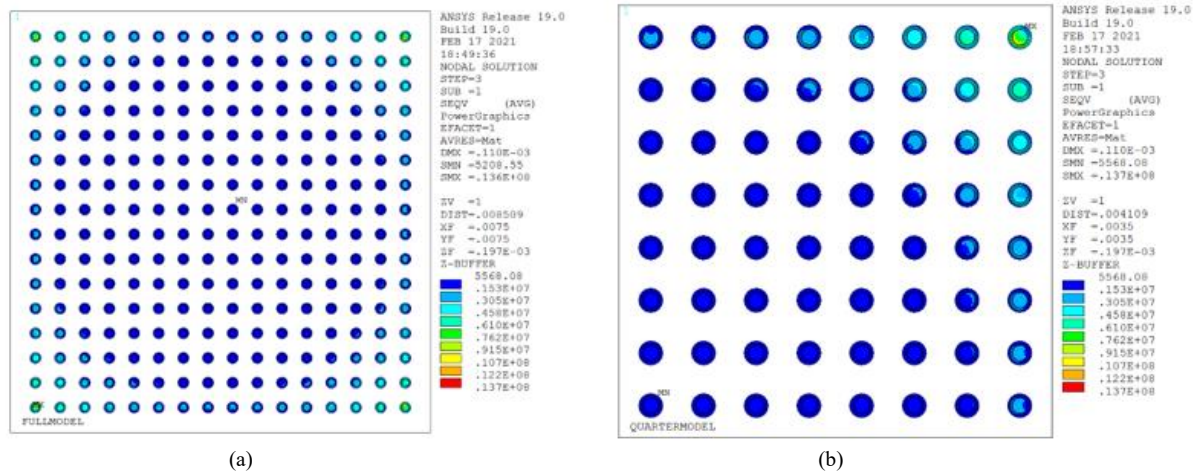 1
MN
MX
FULLMODEL
ANSYS Release 19.0
Build 19.0
FEB 17 2021
18:49:36
NODAL SOLUTION
STEP=3
SUB =1
SEQV (AVG)
PowerGraphics
EFACET=1
AVRES=Mat
DMX =.110E-03
SMN =5208.55
SMX =.136E+08
ZV =1
DIST=.008509
XF =.0075
YF =.0075
ZF =.197E-03
Z-BUFFER
5568.08
.153E+07
.305E+07
.458E+07
.610E+07
.762E+07
.915E+07
.107E+08
.122E+08
.137E+08
(a)
1
MX
MN
QUARTERMODEL
ANSYS Release 19.0
Build 19.0
FEB 17 2021
18:57:33
NODAL SOLUTION
STEP=3
SUB =1
SEQV (AVG)
PowerGraphics
EFACET=1
AVRES=Mat
DMX =.110E-03
SMN =5568.08
SMX =.137E+08
ZV =1
DIST=.004109
XF =.0035
YF =.0035
ZF =.197E-03
Z-BUFFER
5568.08
.153E+07
.305E+07
.458E+07
.610E+07
.762E+07
.915E+07
.107E+08
.122E+08
.137E+08
(b)